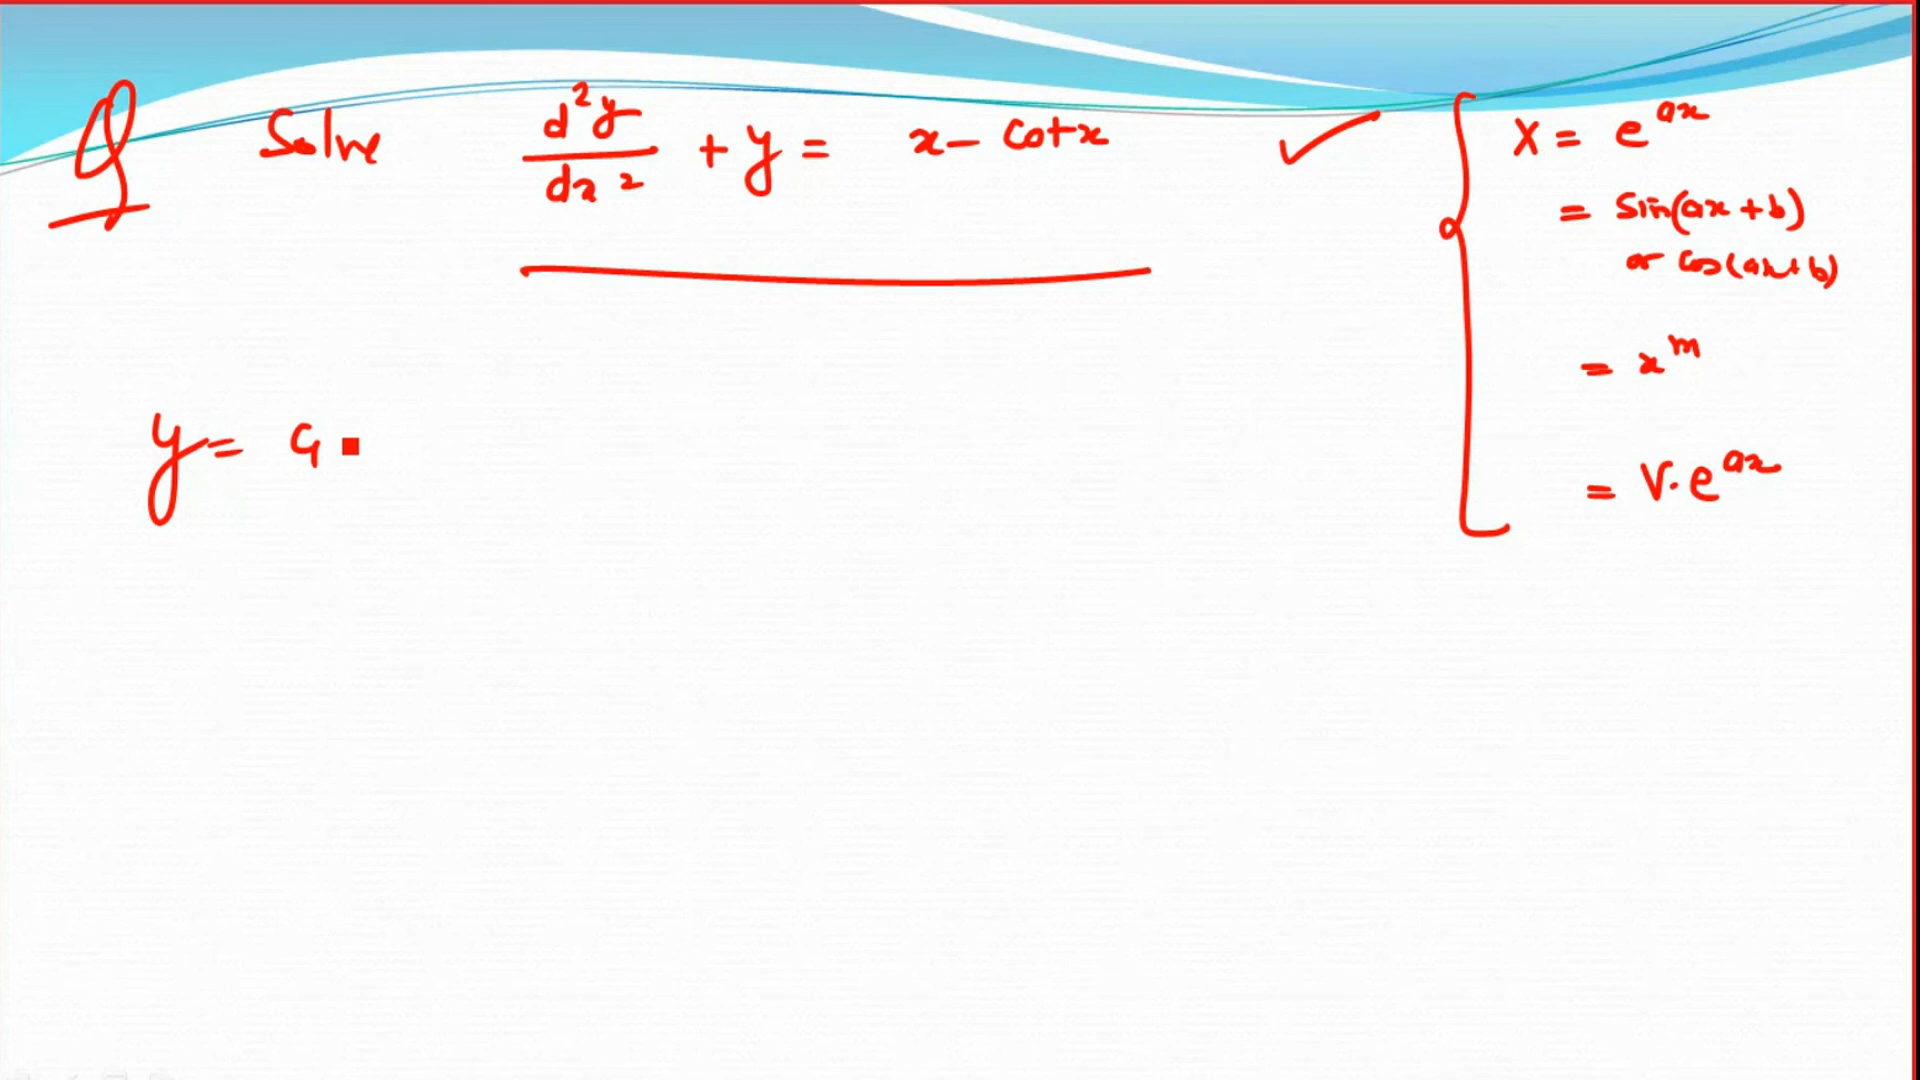 Q Solve d²y/dx² + y = x - cotx ✓
X = e^ax
= sin(ax + b)
or cos(ax+b)
= x^m
= V·e^ax
y = c₁